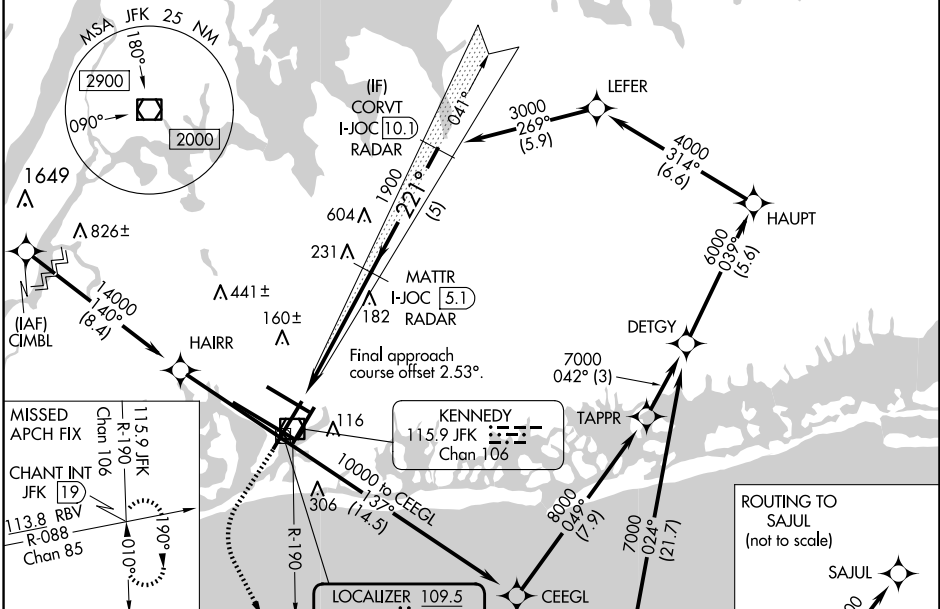 MSA JFK 25 NM
180°
2900
090°
2000
1649
826±
(IAF)
CIMBL
14000
140°
(8.4)
HAIRR
441±
160±
604
231
182
(IF)
CORVT
I-JOC 10.1
RADAR
041°
1900
221°
(5)
MATTR
I-JOC 5.1
RADAR
Final approach
course offset 2.53°.
LEFER
3000
269°
(5.9)
4000
314°
(6.6)
HAUPT
6000
039°
(5.6)
DETGY
7000
042° (3)
TAPPR
8000
049°
(7.9)
7000
024°
(21.7)
CEEGL
10000 to CEEGL
137°
(14.5)
116
306
R-190
KENNEDY
115.9 JFK
Chan 106
LOCALIZER 109.5
MISSED
APCH FIX
115.9 JFK
R-190
Chan 106
CHANT INT
JFK 19
113.8 RBV
R-088
Chan 85
190°
010°
ROUTING TO
SAJUL
(not to scale)
SAJUL